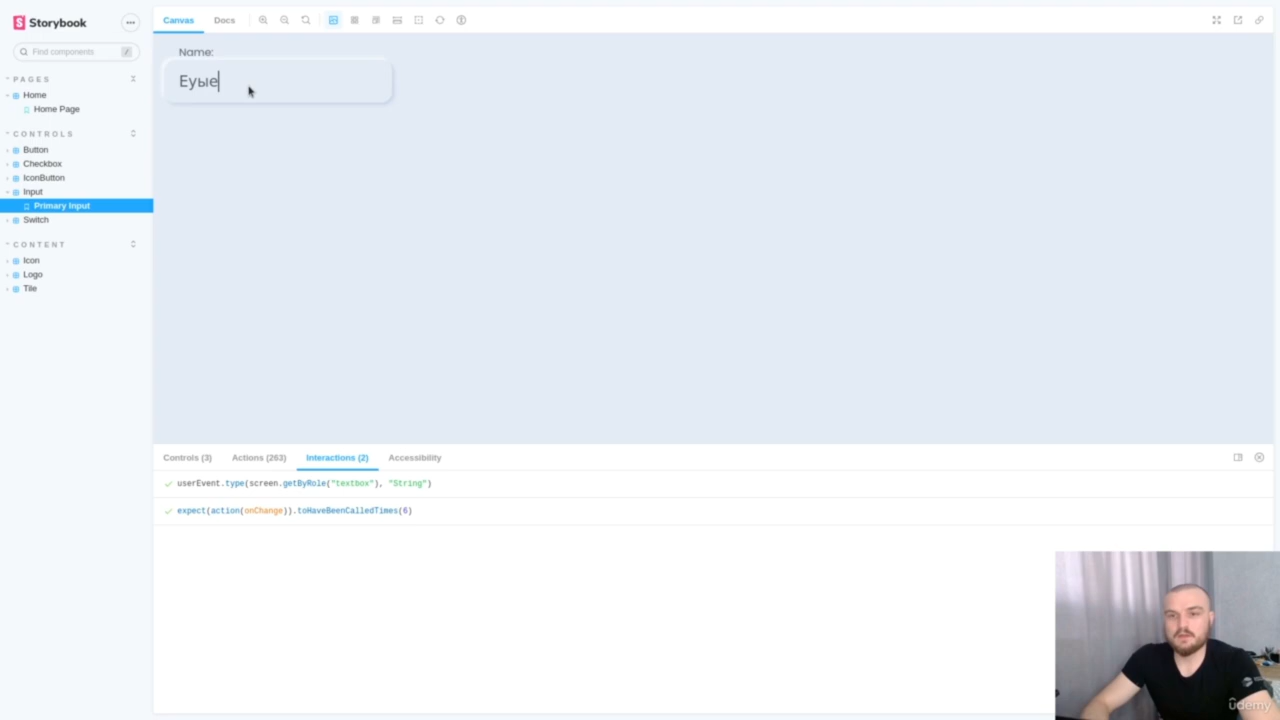 Storybook
Find components
/
PAGES
Home
Home Page
CONTROLS
Button
Checkbox
IconButton
Input
Primary Input
Switch
CONTENT
Icon
Logo
Tile
Canvas
Docs
Name:
Еуые
Controls (3)
Actions (263)
Interactions (2)
Accessibility
userEvent.type(screen.getByRole("textbox"), "String")
expect(action(onChange)).toHaveBeenCalledTimes(6)
udemy